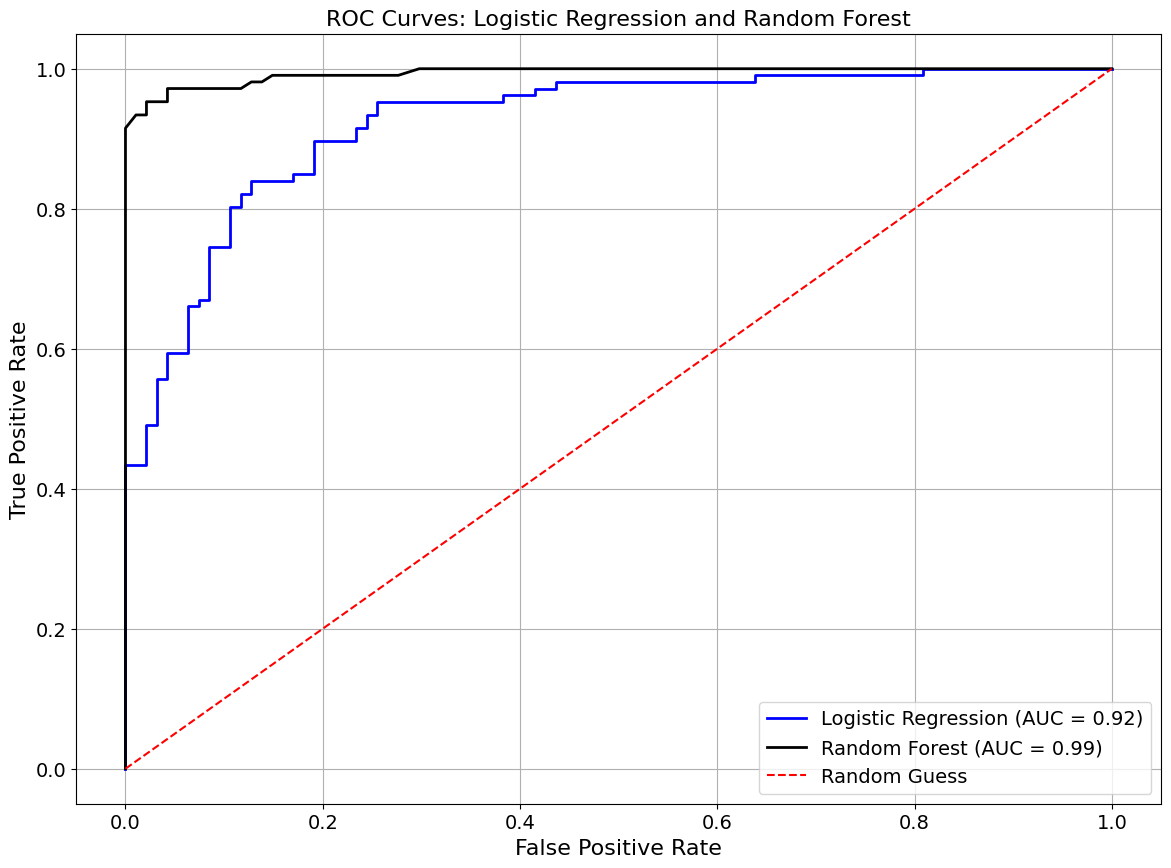 ROC Curves: Logistic Regression and Random Forest
True Positive Rate
1.0
0.8
0.6
0.4
0.2
0.0
0.0 0.2 0.4 0.6 0.8 1.0
False Positive Rate
Logistic Regression (AUC = 0.92)
Random Forest (AUC = 0.99)
Random Guess